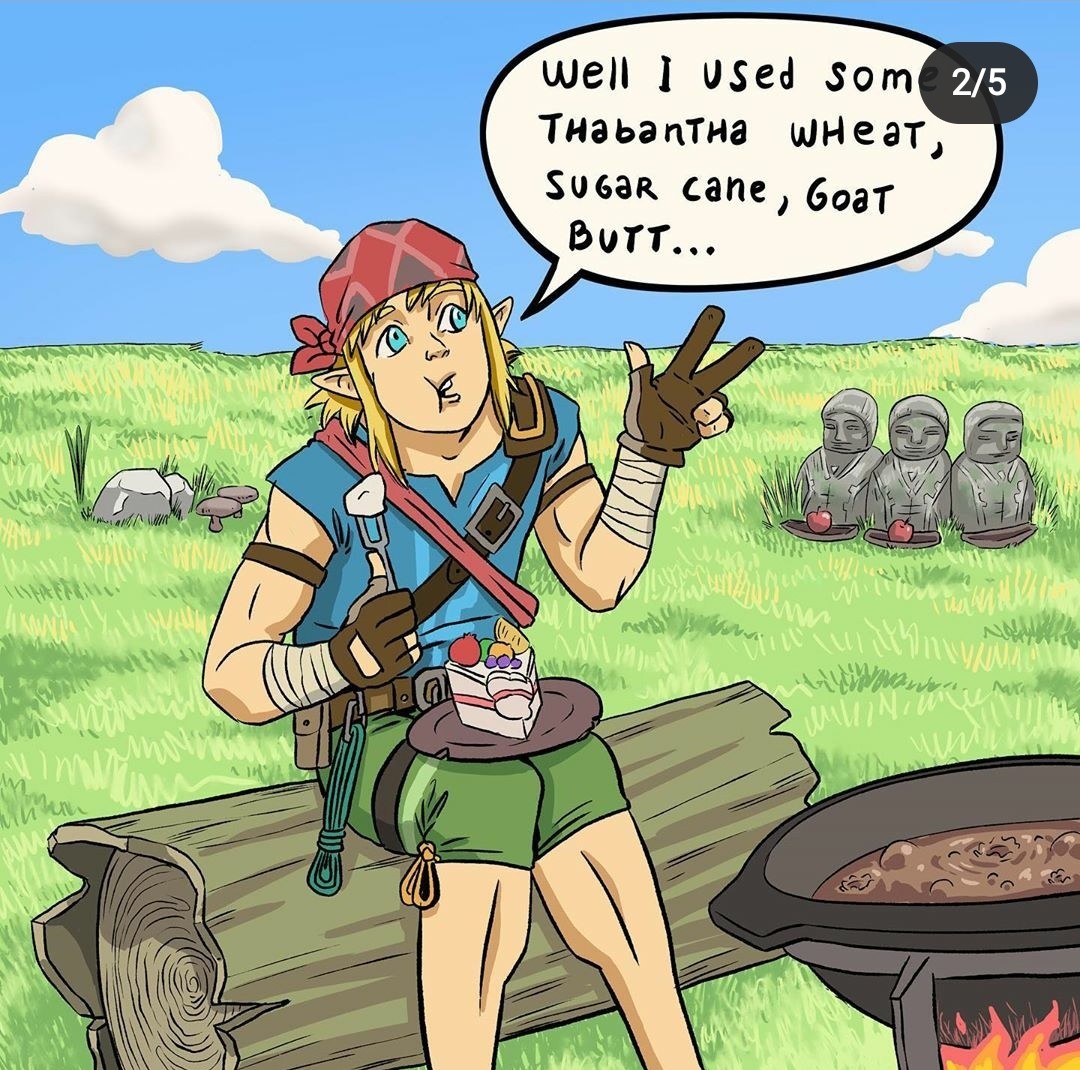 Well I used some
THabanTHa WHeaT,
SuGaR cane, GoaT
BuTT...
2/5